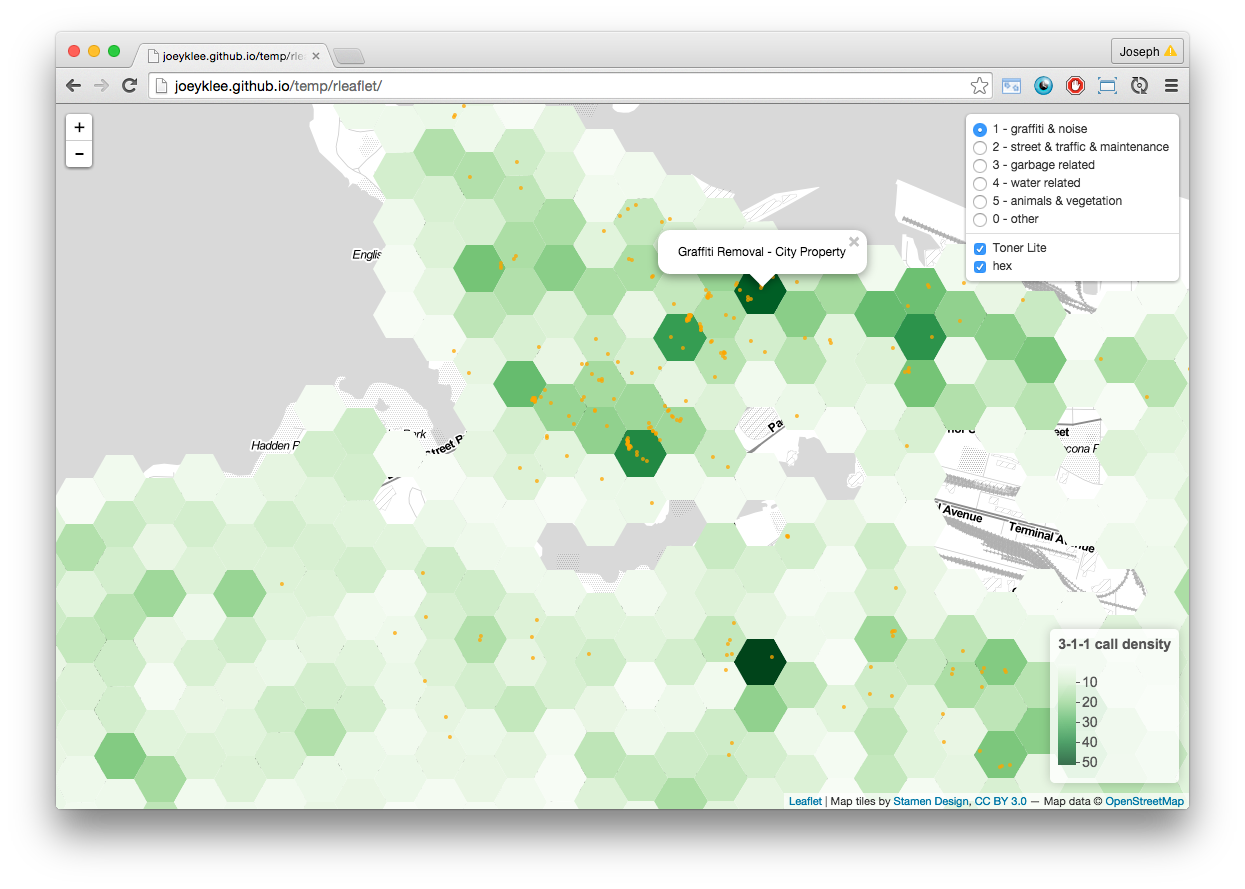 joeyklee.github.io/temp/rle
Joseph
joeyklee.github.io/temp/rleaflet/
+
−
1 - graffiti & noise
2 - street & traffic & maintenance
3 - garbage related
4 - water related
5 - animals & vegetation
0 - other
Toner Lite
hex
Graffiti Removal - City Property
×
Englis
Hadden P
Park
street P
Pa
et
cona P
Avenue
Terminal Avenue
3-1-1 call density
10
20
30
40
50
Leaflet | Map tiles by Stamen Design, CC BY 3.0 — Map data © OpenStreetMap